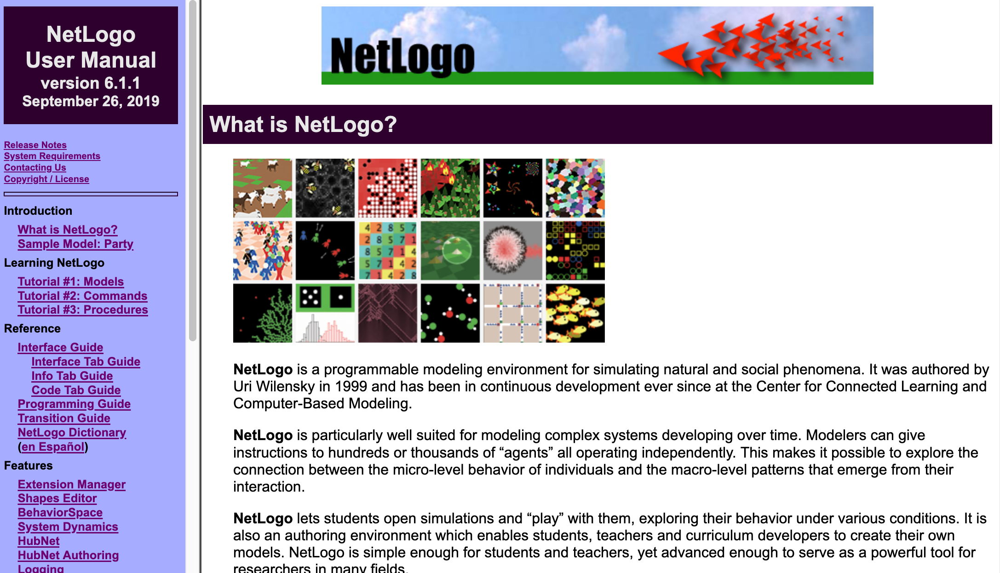 NetLogo
User Manual
version 6.1.1
September 26, 2019
Release Notes
System Requirements
Contacting Us
Copyright / License
Introduction
What is NetLogo?
Sample Model: Party
Learning NetLogo
Tutorial #1: Models
Tutorial #2: Commands
Tutorial #3: Procedures
Reference
Interface Guide
Interface Tab Guide
Info Tab Guide
Code Tab Guide
Programming Guide
Transition Guide
NetLogo Dictionary
(en Español)
Features
Extension Manager
Shapes Editor
BehaviorSpace
System Dynamics
HubNet
HubNet Authoring
Logging
NetLogo
What is NetLogo?
4 2 8 5 7
2 8 5 7 1
8 5 7 1 4
5 7 1 4 2
7 1 4 2 8
NetLogo is a programmable modeling environment for simulating natural and social phenomena. It was authored by
Uri Wilensky in 1999 and has been in continuous development ever since at the Center for Connected Learning and
Computer-Based Modeling.
NetLogo is particularly well suited for modeling complex systems developing over time. Modelers can give
instructions to hundreds or thousands of “agents” all operating independently. This makes it possible to explore the
connection between the micro-level behavior of individuals and the macro-level patterns that emerge from their
interaction.
NetLogo lets students open simulations and “play” with them, exploring their behavior under various conditions. It is
also an authoring environment which enables students, teachers and curriculum developers to create their own
models. NetLogo is simple enough for students and teachers, yet advanced enough to serve as a powerful tool for
researchers in many fields.